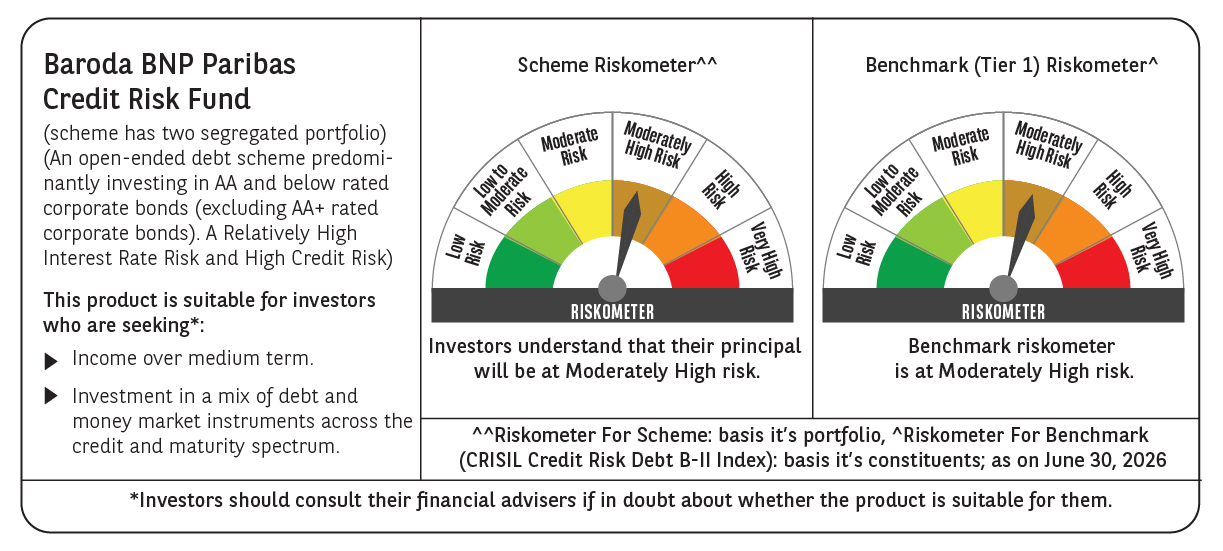 Baroda BNP Paribas
Credit Risk Fund
(scheme has two segregated portfolio)
(An open-ended debt scheme predomi-
nantly investing in AA and below rated
corporate bonds (excluding AA+ rated
corporate bonds). A Relatively High
Interest Rate Risk and High Credit Risk)
This product is suitable for investors
who are seeking*:
Income over medium term.
Investment in a mix of debt and
money market instruments across the
credit and maturity spectrum.
Scheme Riskometer^^
Low
Risk
Low to
Moderate
Risk
Moderate
Risk
Moderately
High Risk
High
Risk
Very High
Risk
RISKOMETER
Investors understand that their principal
will be at Moderately High risk.
Benchmark (Tier 1) Riskometer^
Low
Risk
Low to
Moderate
Risk
Moderate
Risk
Moderately
High Risk
High
Risk
Very High
Risk
RISKOMETER
Benchmark riskometer
is at Moderately High risk.
^^Riskometer For Scheme: basis it's portfolio, ^Riskometer For Benchmark
(CRISIL Credit Risk Debt B-II Index): basis it's constituents; as on June 30, 2026
*Investors should consult their financial advisers if in doubt about whether the product is suitable for them.